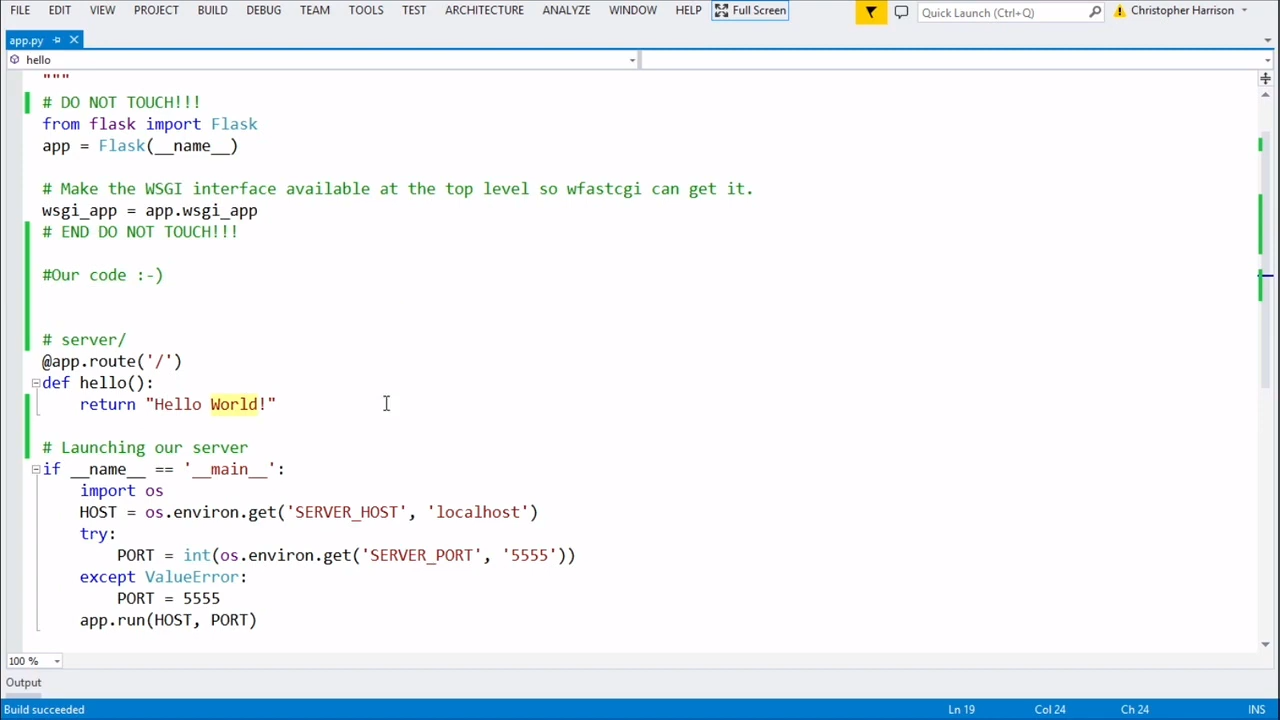 FILE EDIT VIEW PROJECT BUILD DEBUG TEAM TOOLS TEST ARCHITECTURE ANALYZE WINDOW HELP Full Screen Quick Launch (Ctrl+Q) Christopher Harrison
app.py
hello
"""
# DO NOT TOUCH!!!
from flask import Flask
app = Flask(__name__)
# Make the WSGI interface available at the top level so wfastcgi can get it.
wsgi_app = app.wsgi_app
# END DO NOT TOUCH!!!
#Our code :-)
# server/
@app.route('/')
def hello():
    return "Hello World!"
# Launching our server
if __name__ == '__main__':
    import os
    HOST = os.environ.get('SERVER_HOST', 'localhost')
    try:
        PORT = int(os.environ.get('SERVER_PORT', '5555'))
    except ValueError:
        PORT = 5555
    app.run(HOST, PORT)
100 %
Output
Build succeeded Ln 19 Col 24 Ch 24 INS